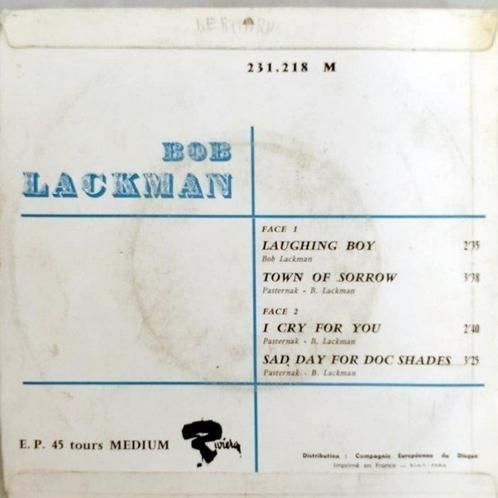 BERNARD
231.218 M
BOB
LACKMAN
FACE 1
LAUGHING BOY 2'35
Bob Lackman
TOWN OF SORROW 3'38
Pasternak - B. Lackman
FACE 2
I CRY FOR YOU 2'40
Pasternak - B. Lackman
SAD DAY FOR DOC SHADES 3'25
Pasternak - B. Lackman
E. P. 45 tours MEDIUM Riviera
Distribution : Compagnie Européenne du Disque
Imprimé en France —